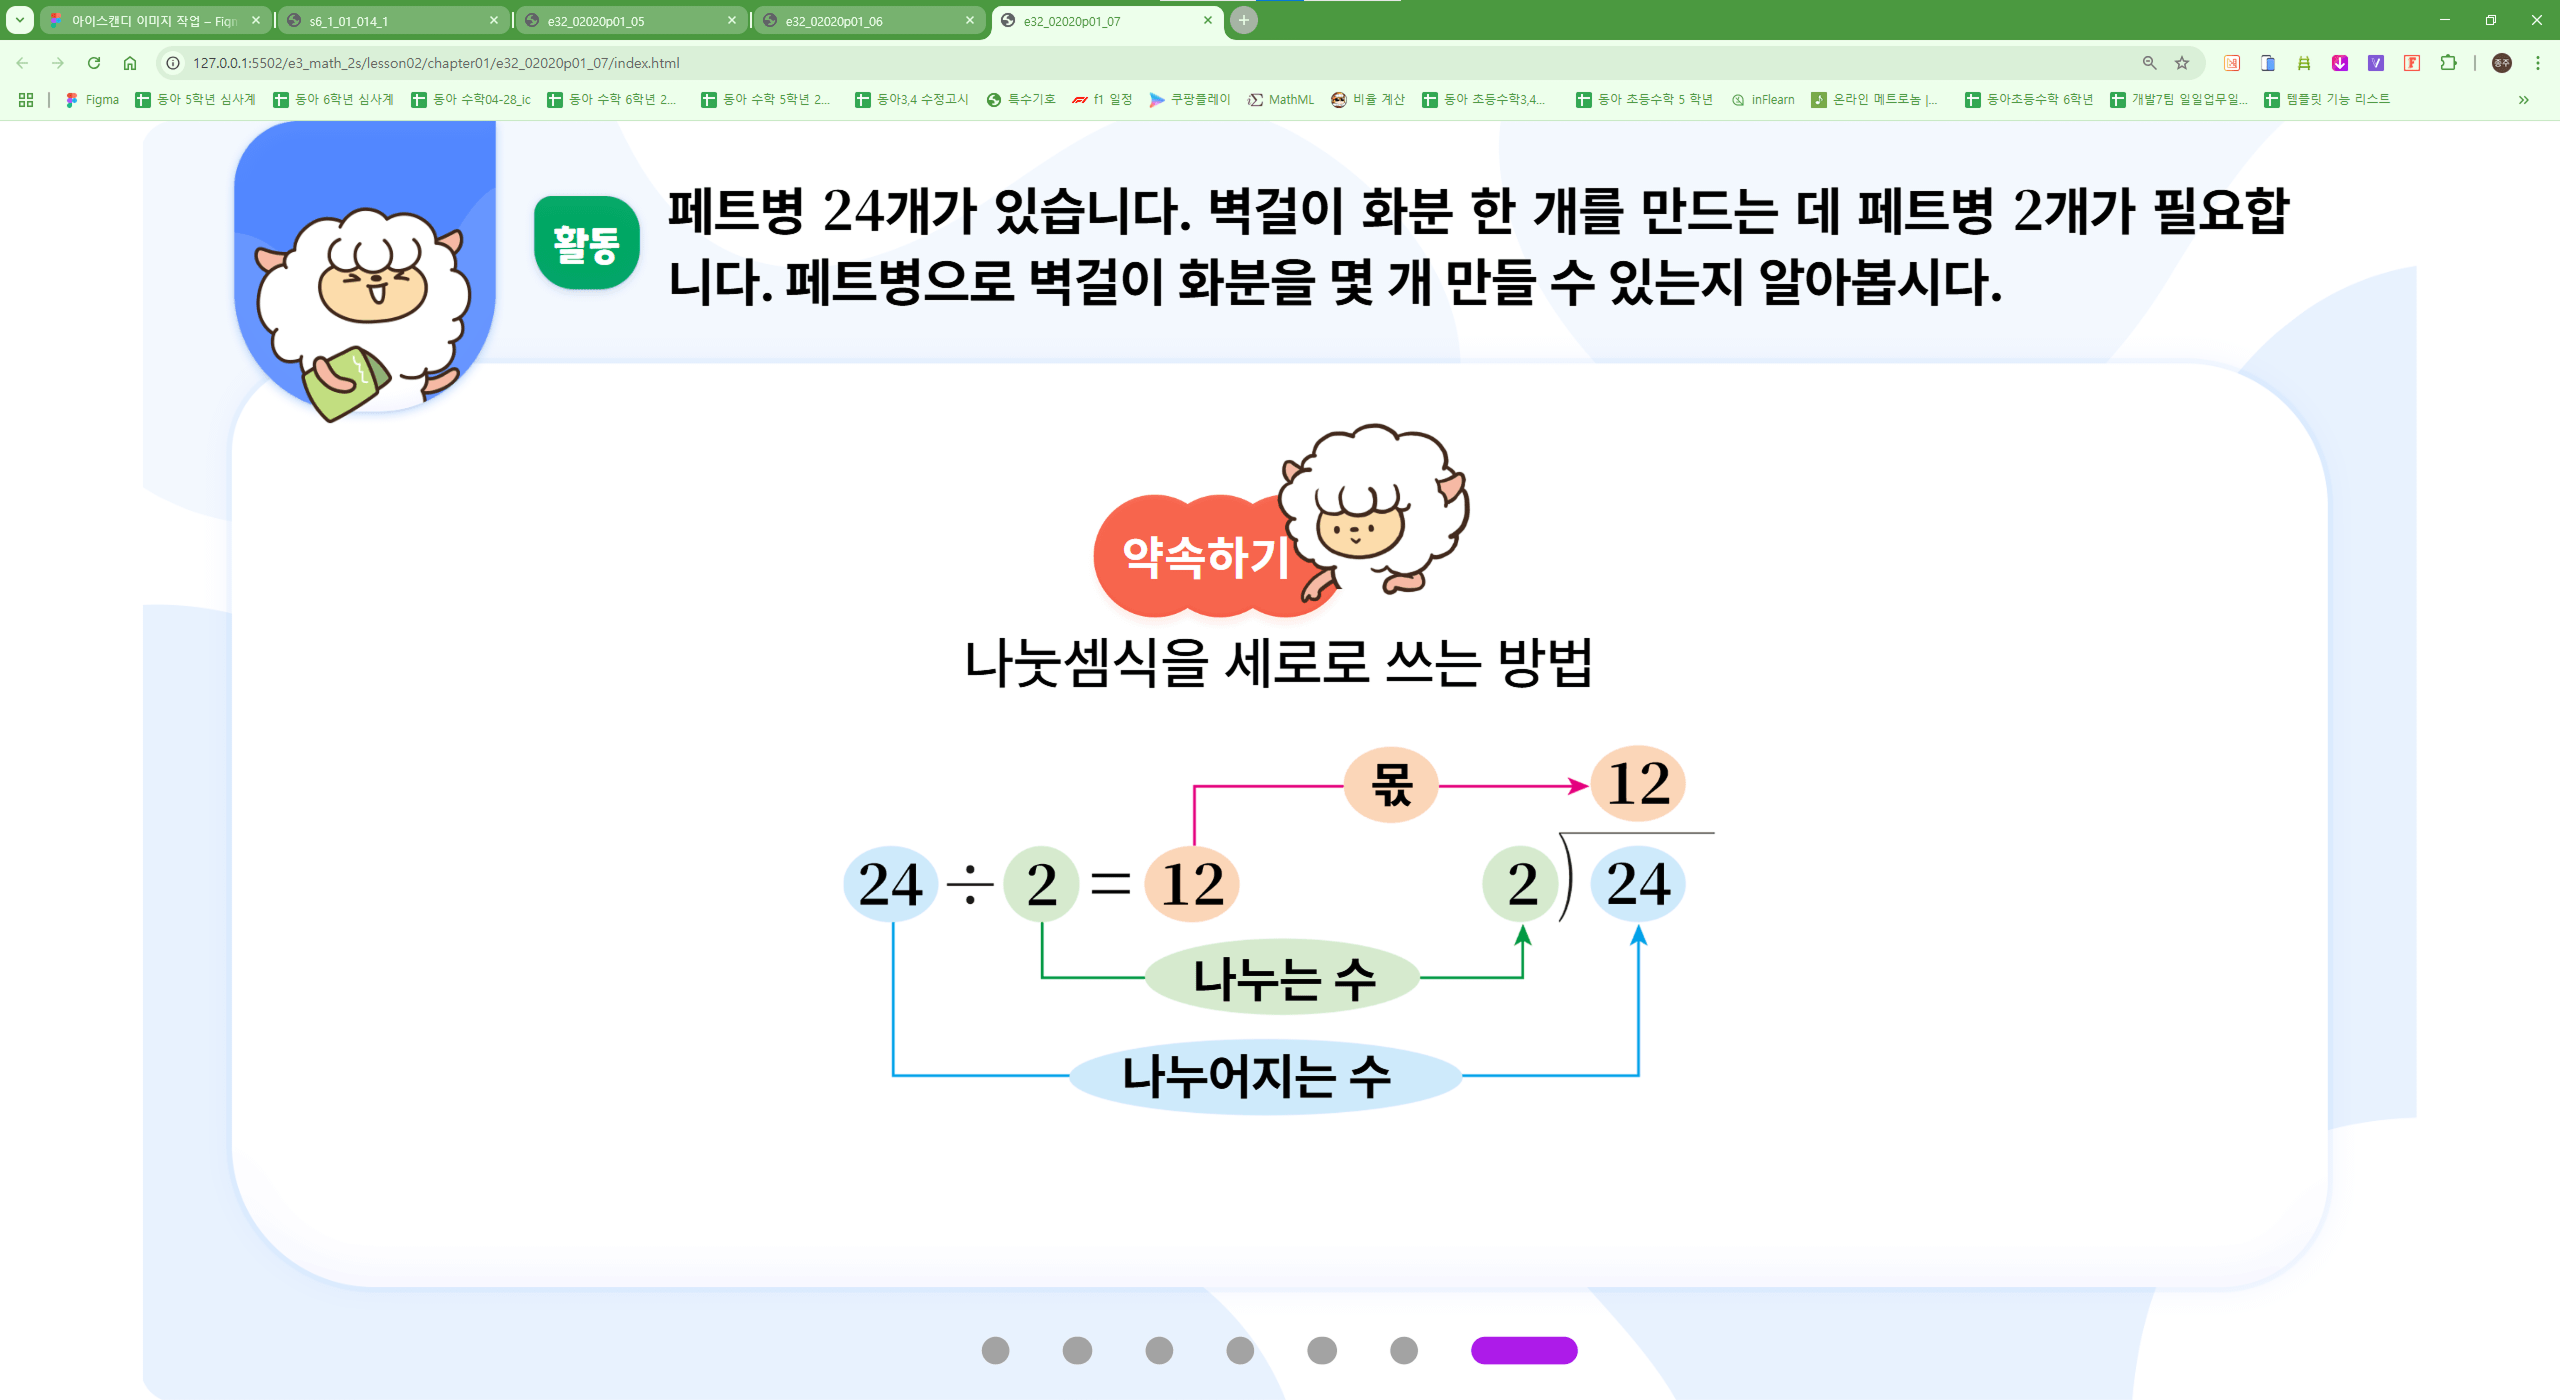 아이스캔디 이미지 작업 – Fign
s6_1_01_014_1
e32_02020p01_05
e32_02020p01_06
e32_02020p01_07
127.0.0.1:5502/e3_math_2s/lesson02/chapter01/e32_02020p01_07/index.html
종주
Figma
동아 5학년 심사계
동아 6학년 심사계
동아 수학04-28_ic
동아 수학 6학년 2...
동아 수학 5학년 2...
동아3,4 수정고시
특수기호
f1 일정
쿠팡플레이
MathML
비율 계산
동아 초등수학3,4...
동아 초등수학 5 학년
inFlearn
온라인 메트로놈 |...
동아초등수학 6학년
개발7팀 일일업무일...
템플릿 기능 리스트
활동
페트병 24개가 있습니다. 벽걸이 화분 한 개를 만드는 데 페트병 2개가 필요합
니다. 페트병으로 벽걸이 화분을 몇 개 만들 수 있는지 알아봅시다.
약속하기
나눗셈식을 세로로 쓰는 방법
몫 12
24 ÷ 2 = 12 2 ) 24
나누는 수
나누어지는 수